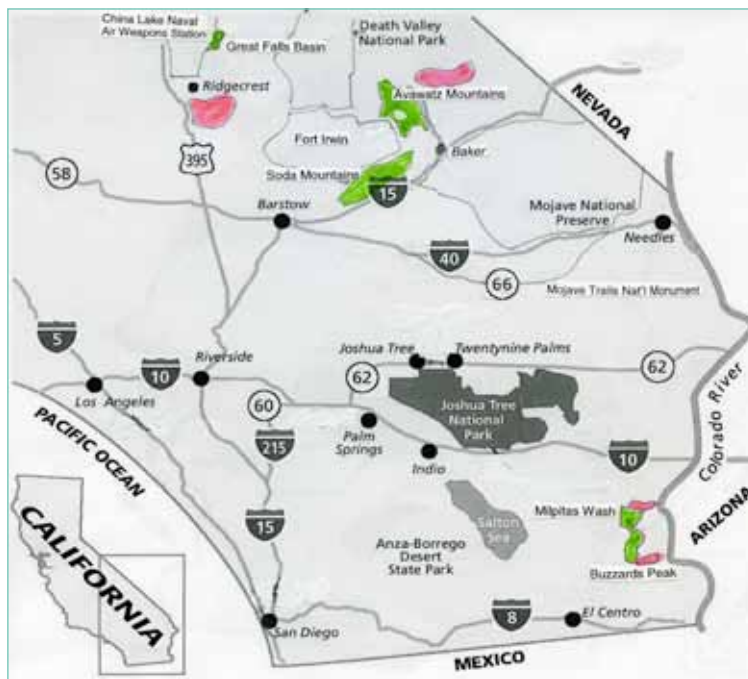 China Lake Naval
Air Weapons Station
Great Falls Basin
Death Valley
National Park
Ridgecrest
Avawatz Mountains
NEVADA
395
Fort Irwin
Baker
58
Soda Mountains
15
Barstow
Mojave National
Preserve
Needles
40
66
Mojave Trails Nat'l Monument
5
Riverside
Joshua Tree
Twentynine Palms
10
62
62
Los Angeles
60
Joshua Tree
National
Park
Colorado River
PACIFIC OCEAN
215
Palm
Springs
Indio
10
ARIZONA
CALIFORNIA
15
Salton
Sea
Milpitas Wash
Anza-Borrego
Desert
State Park
Buzzards Peak
San Diego
8
El Centro
MEXICO